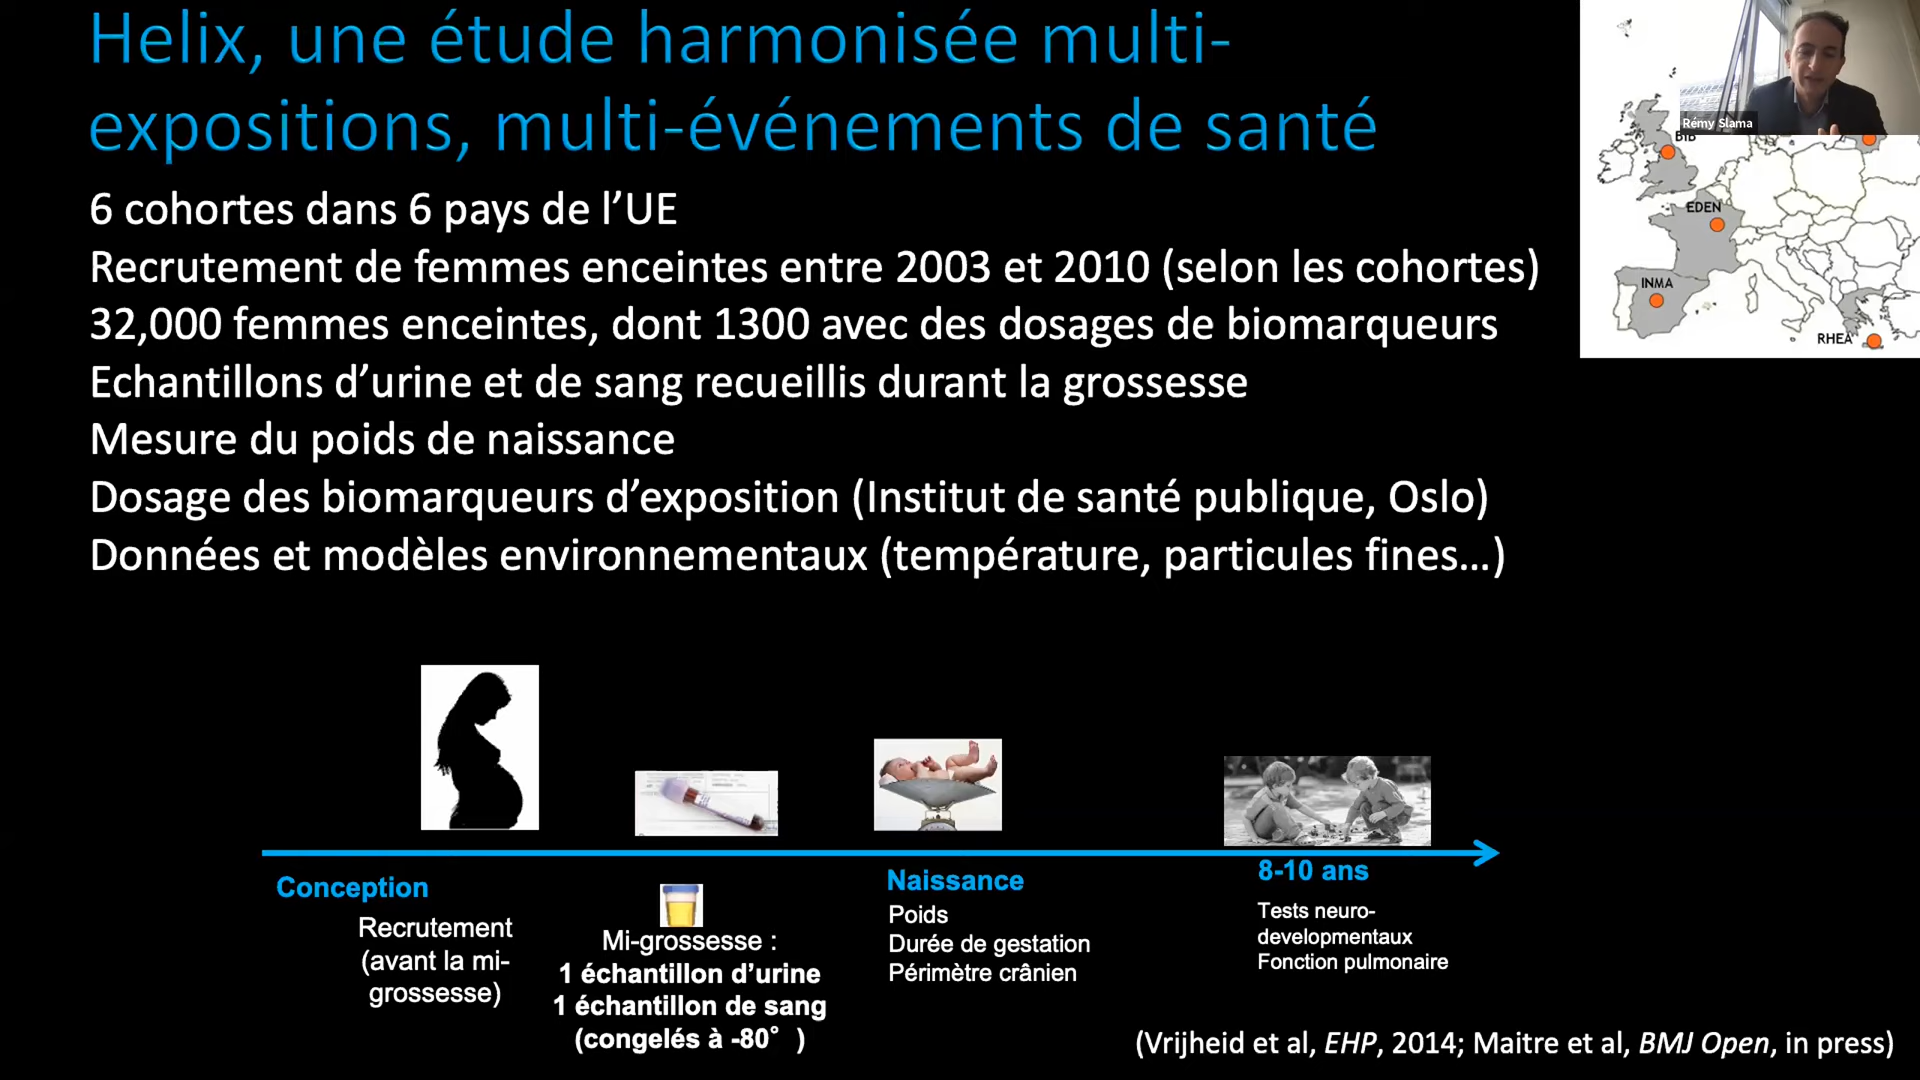 Helix, une étude harmonisée multi-
expositions, multi-événements de santé
6 cohortes dans 6 pays de l’UE
Recrutement de femmes enceintes entre 2003 et 2010 (selon les cohortes)
32,000 femmes enceintes, dont 1300 avec des dosages de biomarqueurs
Echantillons d’urine et de sang recueillis durant la grossesse
Mesure du poids de naissance
Dosage des biomarqueurs d’exposition (Institut de santé publique, Oslo)
Données et modèles environnementaux (température, particules fines...)
Rémy Slama
BIB
EDEN
INMA
RHEA
Conception
Recrutement
(avant la mi-
grossesse)
Mi-grossesse :
1 échantillon d’urine
1 échantillon de sang
(congelés à -80° )
Naissance
Poids
Durée de gestation
Périmètre crânien
8-10 ans
Tests neuro-
developmentaux
Fonction pulmonaire
(Vrijheid et al, EHP, 2014; Maitre et al, BMJ Open, in press)